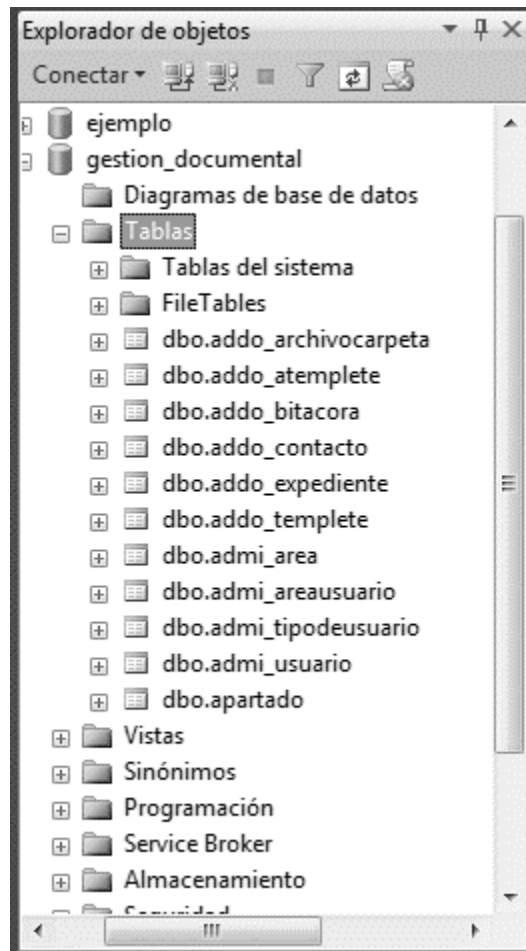 Explorador de objetos
Conectar
ejemplo
gestion_documental
Diagramas de base de datos
Tablas
Tablas del sistema
FileTables
dbo.addo_archivocarpeta
dbo.addo_atemplete
dbo.addo_bitacora
dbo.addo_contacto
dbo.addo_expediente
dbo.addo_templete
dbo.admi_area
dbo.admi_areausuario
dbo.admi_tipodeusuario
dbo.admi_usuario
dbo.apartado
Vistas
Sinónimos
Programación
Service Broker
Almacenamiento